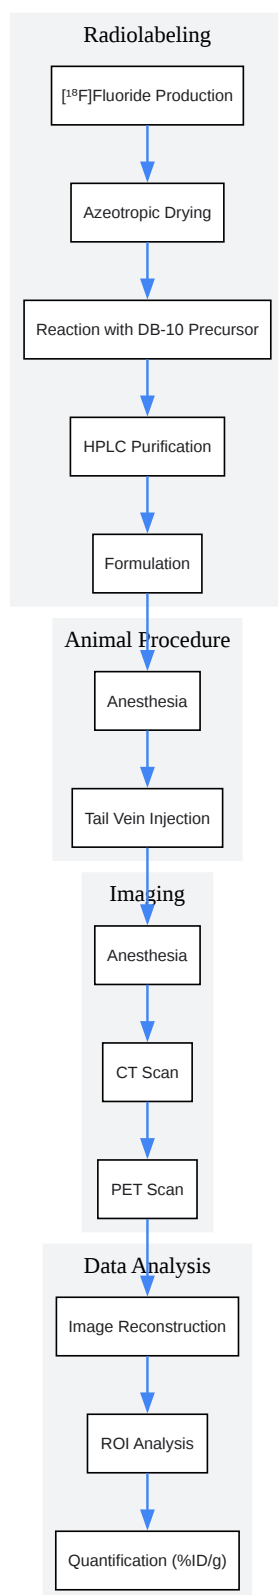 Radiolabeling
[¹⁸F]Fluoride Production
Azeotropic Drying
Reaction with DB-10 Precursor
HPLC Purification
Formulation
Animal Procedure
Anesthesia
Tail Vein Injection
Imaging
Anesthesia
CT Scan
PET Scan
Data Analysis
Image Reconstruction
ROI Analysis
Quantification (%ID/g)